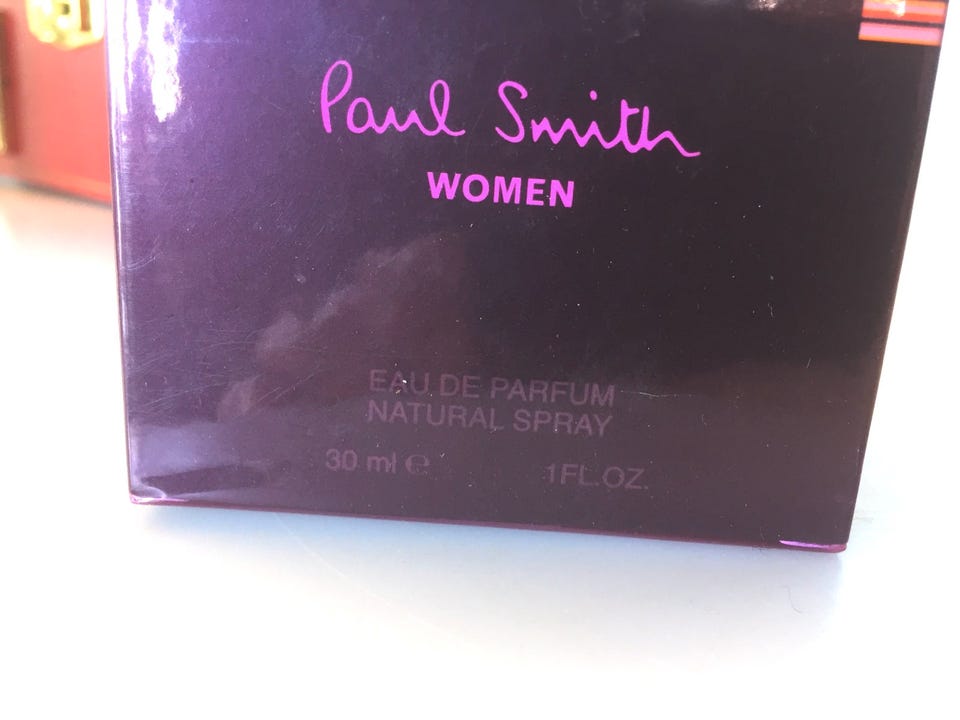 Paul Smith
WOMEN
EAU DE PARFUM
NATURAL SPRAY
30 ml ℮ 1FL.OZ.